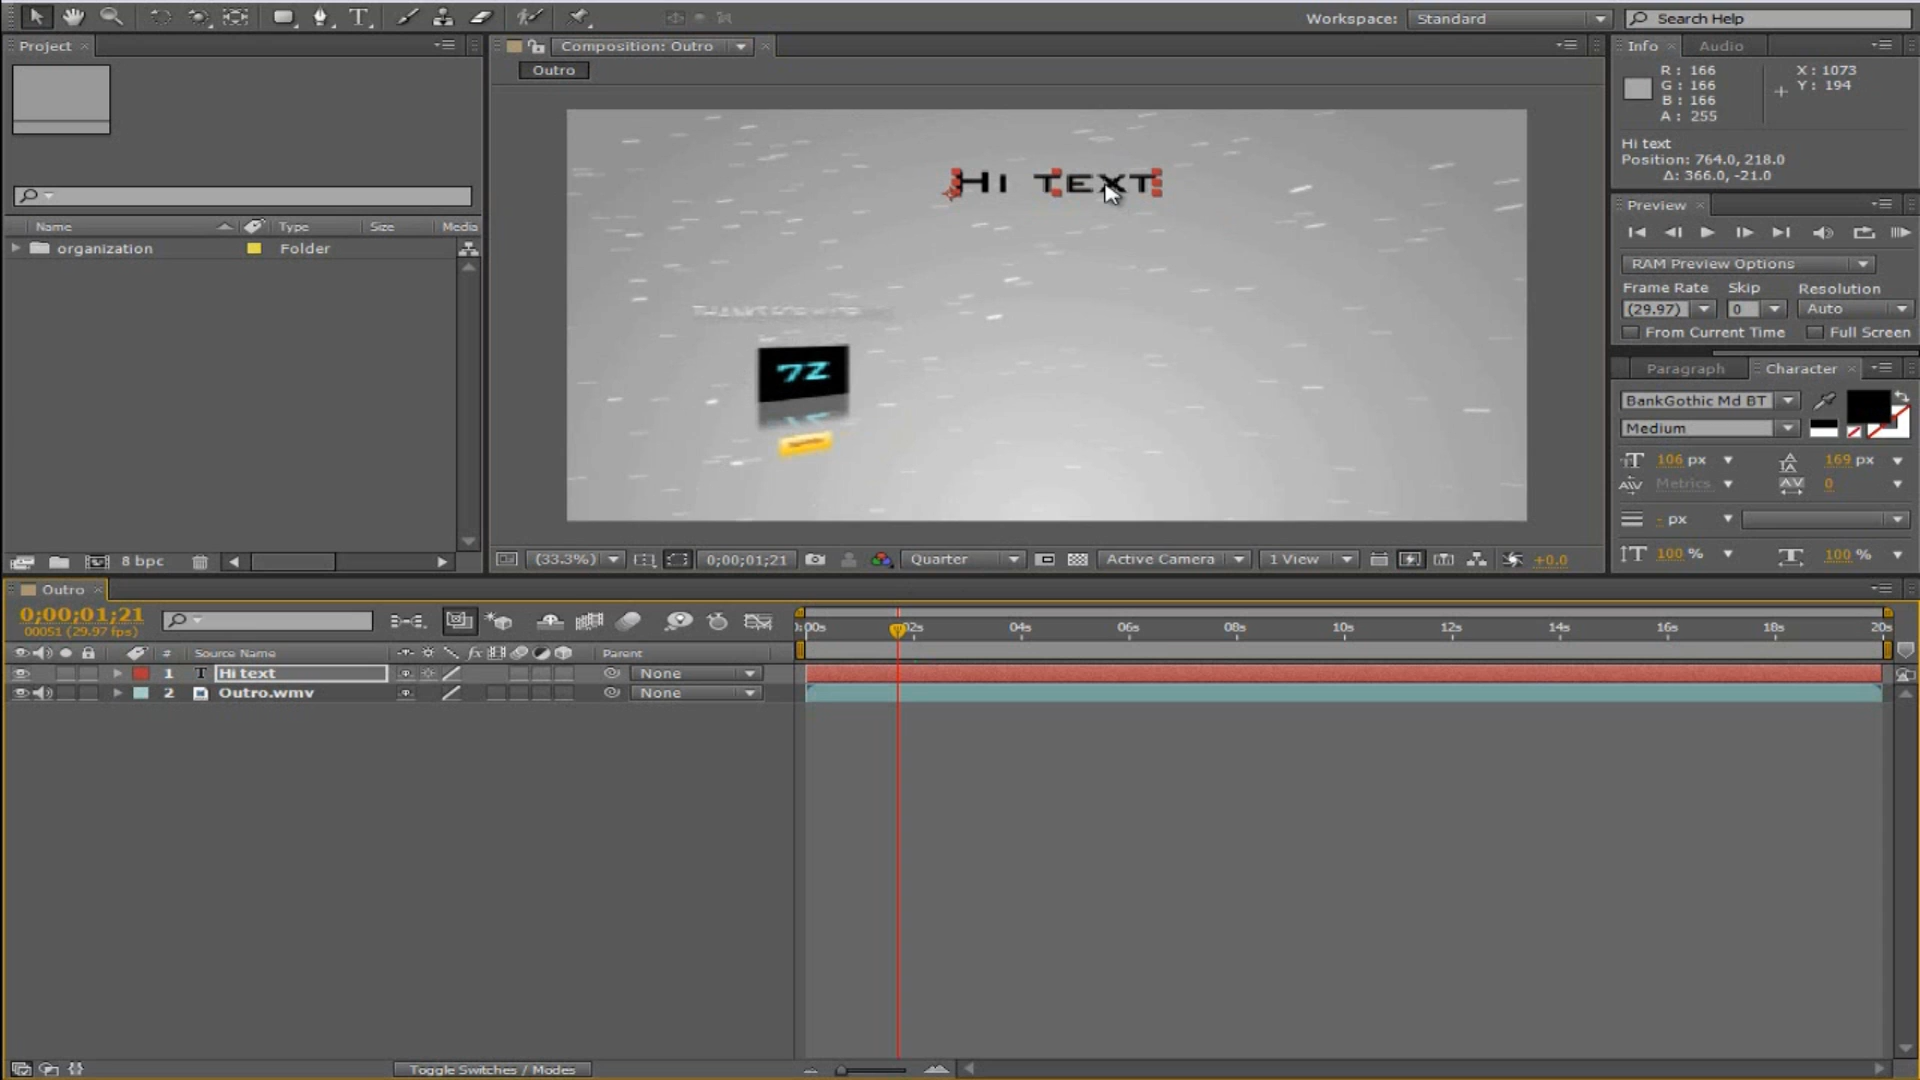 Workspace: Standard
Search Help
Project
Composition: Outro
Info
Audio
Outro
R: 166
G: 166
B: 166
A: 255
X: 1073
Y: 194
Hi text
Position: 764.0, 218.0
Δ: 366.0, -21.0
Hi text
Preview
RAM Preview Options
Frame Rate
Skip
Resolution
(29.97)
0
Auto
From Current Time
Full Screen
Name
Type
Size
Media
organization
Folder
7Z
Paragraph
Character
BankGothic Md BT
Medium
106 px
169 px
Metrics
0
- px
100 %
100 %
8 bpc
(33.3%)
0;00;01;21
Quarter
Active Camera
1 View
+0.0
Outro
0;00;01;21
00051 (29.97 fps)
:00s
02s
04s
06s
08s
10s
12s
14s
16s
18s
20s
#
Source Name
fx
Parent
1
T
Hi text
None
2
Outro.wmv
None
Toggle Switches / Modes